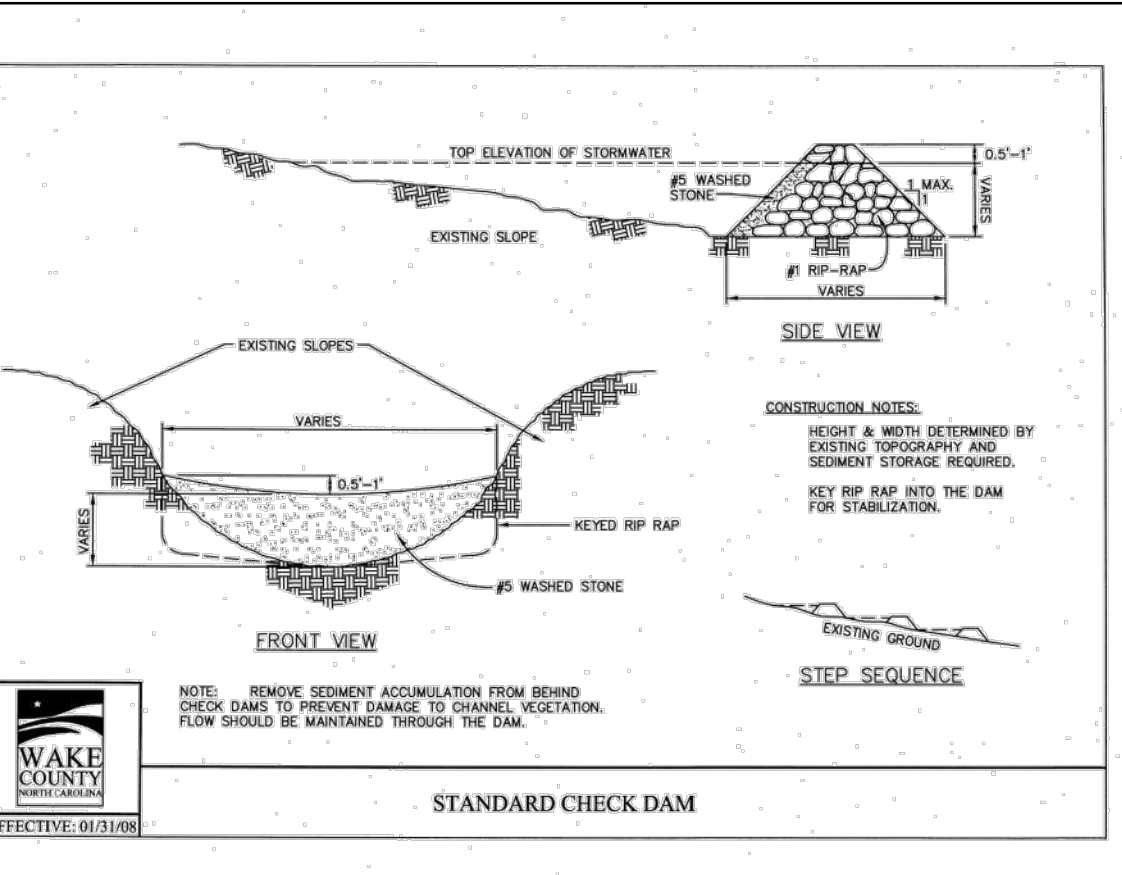 TOP ELEVATION OF STORMWATER
0.5'-1'
#5 WASHED
STONE
1 MAX.
1
VARIES
EXISTING SLOPE
#1 RIP-RAP
VARIES
SIDE VIEW
EXISTING SLOPES
VARIES
0.5'-1'
VARIES
KEYED RIP RAP
#5 WASHED STONE
FRONT VIEW
CONSTRUCTION NOTES:
HEIGHT & WIDTH DETERMINED BY
EXISTING TOPOGRAPHY AND
SEDIMENT STORAGE REQUIRED.
KEY RIP RAP INTO THE DAM
FOR STABILIZATION.
EXISTING GROUND
STEP SEQUENCE
NOTE: REMOVE SEDIMENT ACCUMULATION FROM BEHIND
CHECK DAMS TO PREVENT DAMAGE TO CHANNEL VEGETATION.
FLOW SHOULD BE MAINTAINED THROUGH THE DAM.
WAKE
COUNTY
NORTH CAROLINA
FFECTIVE: 01/31/08
STANDARD CHECK DAM